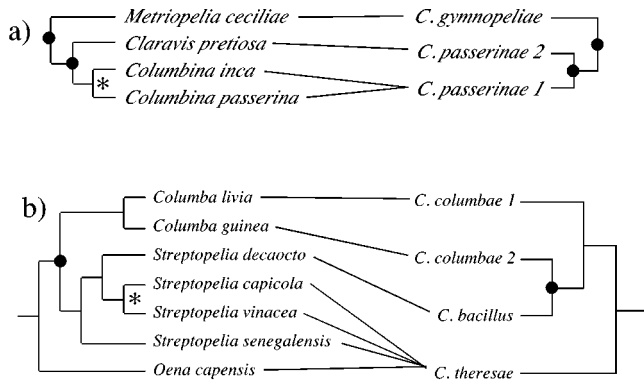 a)
Metriopelia ceciliae C. gymnopeliae
Claravis pretiosa C. passerinae 2
Columbina inca
* C. passerinae 1
Columbina passerina
b)
Columba livia C. columbae 1
Columba guinea
Streptopelia decaocto C. columbae 2
Streptopelia capicola
*
Streptopelia vinacea C. bacillus
Streptopelia senegalensis
Oena capensis C. theresae